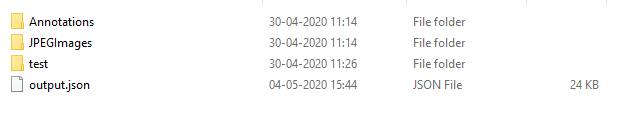 Annotations 30-04-2020 11:14 File folder
JPEGImages 30-04-2020 11:14 File folder
test 30-04-2020 11:26 File folder
output.json 04-05-2020 15:44 JSON File 24 KB